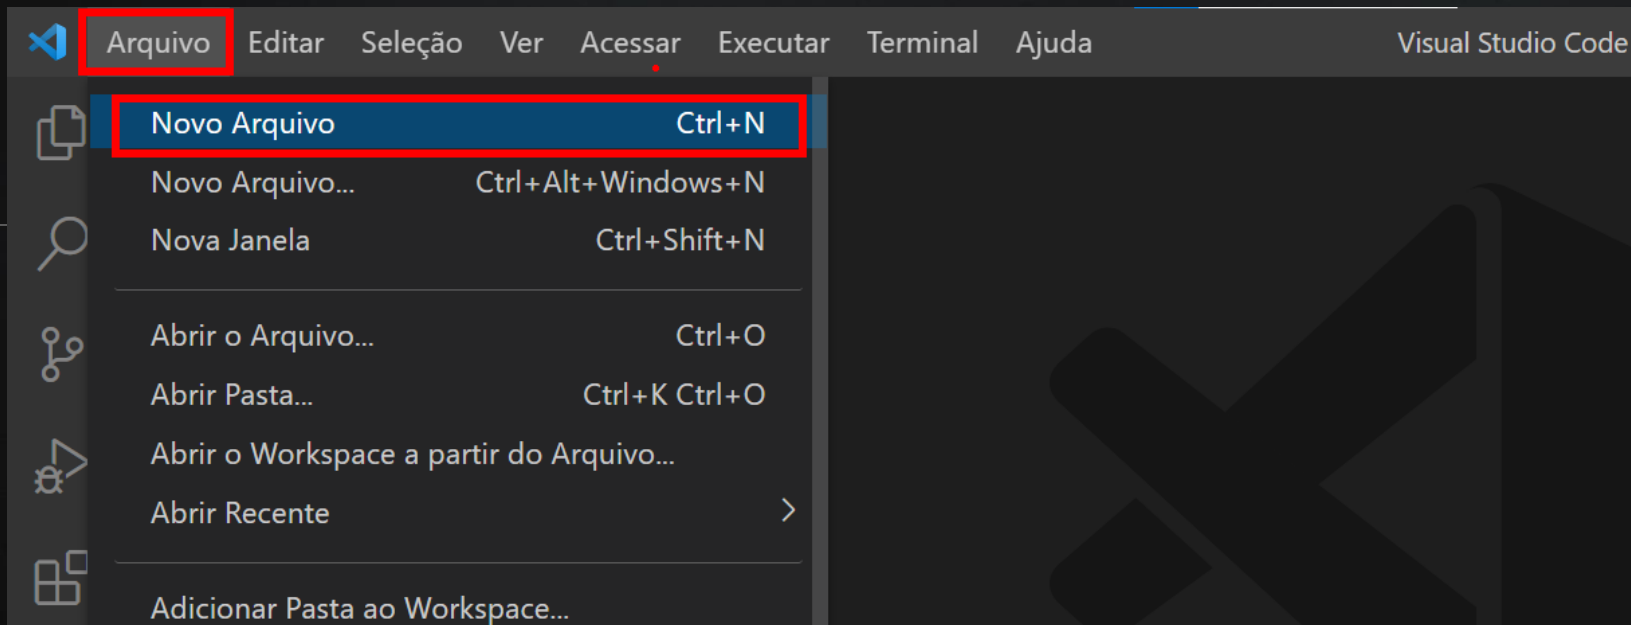 Arquivo Editar Seleção Ver Acessar Executar Terminal Ajuda Visual Studio Code
Novo Arquivo Ctrl+N
Novo Arquivo... Ctrl+Alt+Windows+N
Nova Janela Ctrl+Shift+N
Abrir o Arquivo... Ctrl+O
Abrir Pasta... Ctrl+K Ctrl+O
Abrir o Workspace a partir do Arquivo...
Abrir Recente
Adicionar Pasta ao Workspace...